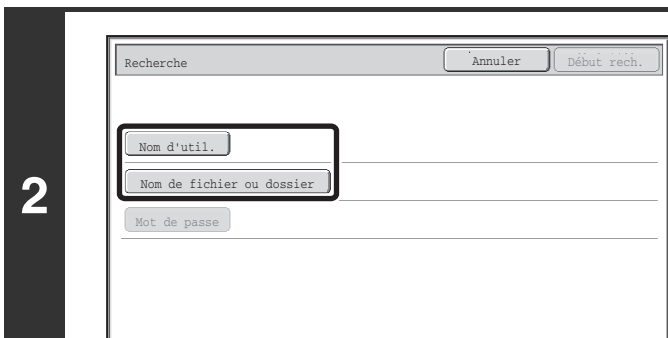 2
Recherche Annuler Début rech.
Nom d'util.
Nom de fichier ou dossier
Mot de passe